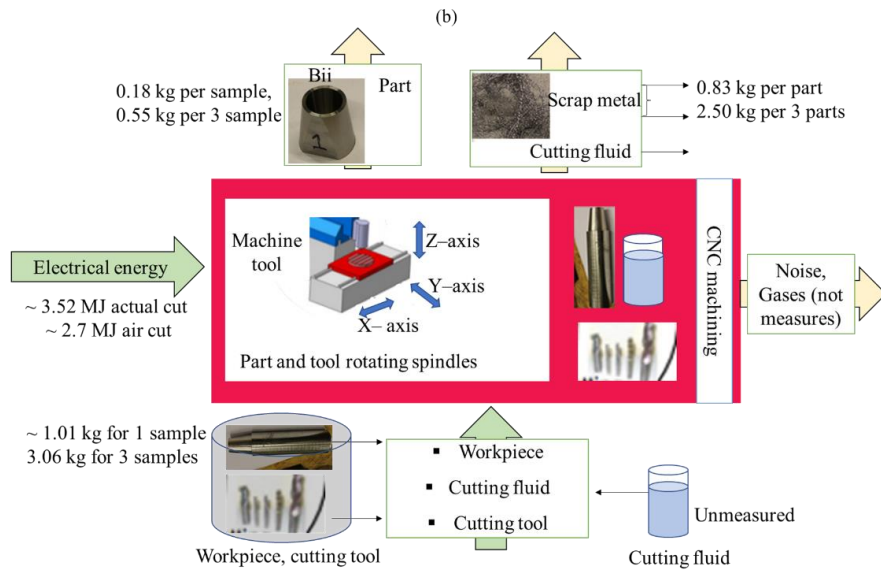 (b)
Bii
Part
0.18 kg per sample,
0.55 kg per 3 sample
1
Scrap metal
Cutting fluid
0.83 kg per part
2.50 kg per 3 parts
Electrical energy
~ 3.52 MJ actual cut
~ 2.7 MJ air cut
Machine
tool
Z–axis
Y–axis
X– axis
Part and tool rotating spindles
CNC machining
Noise,
Gases (not
measures)
~ 1.01 kg for 1 sample
3.06 kg for 3 samples
Workpiece, cutting tool
▪ Workpiece
▪ Cutting fluid
▪ Cutting tool
Unmeasured
Cutting fluid